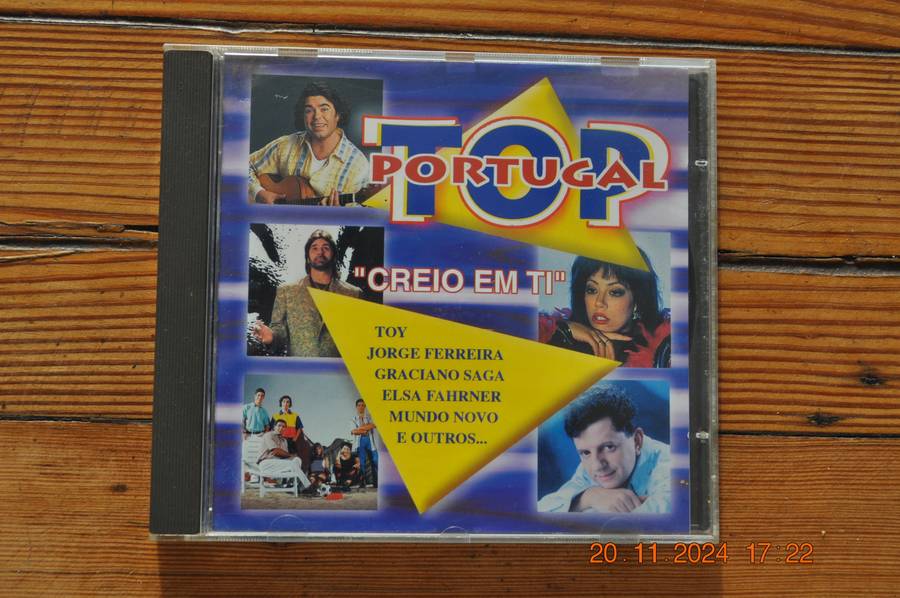 TOP
PORTUGAL
"CREIO EM TI"
TOY
JORGE FERREIRA
GRACIANO SAGA
ELSA FAHRNER
MUNDO NOVO
E OUTROS...
20.11.2024 17:22